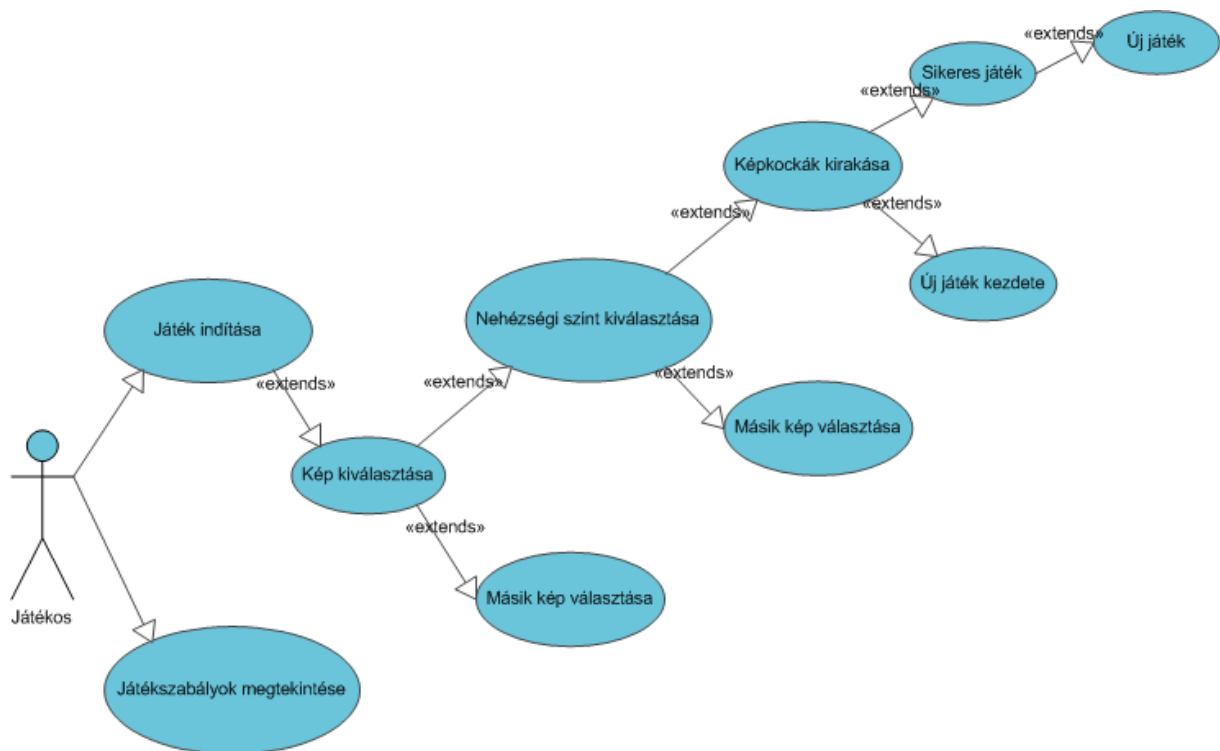 «extends»
Új játék
Sikeres játék
«extends»
Képkockák kirakása
«extends»
«extends»
Új játék kezdete
Nehézségi szint kiválasztása
Játék indítása
«extends»
«extends»
«extends»
Másik kép választása
Kép kiválasztása
«extends»
Másik kép választása
Játékos
Játékszabályok megtekintése